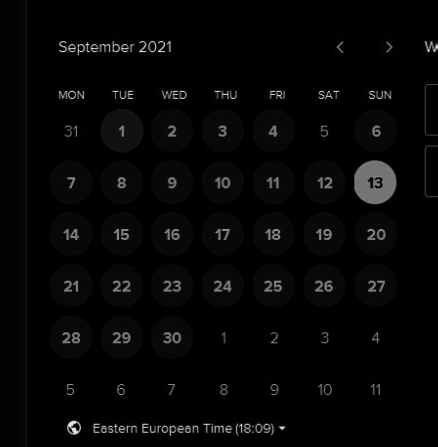 September 2021
W
MON TUE WED THU FRI SAT SUN
31 1 2 3 4 5 6
7 8 9 10 11 12 13
14 15 16 17 18 19 20
21 22 23 24 25 26 27
28 29 30 1 2 3 4
5 6 7 8 9 10 11
Eastern European Time (18:09)